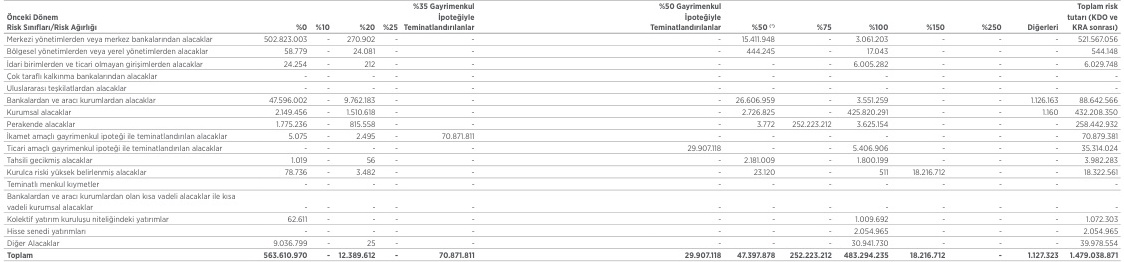 Önceki Dönem
Risk Sınıfları/Risk Ağırlığı %0 %10 %20 %25 %35 Gayrimenkul İpoteğiyle Teminatlandırılanlar %50 Gayrimenkul İpoteğiyle Teminatlandırılanlar %50 (*) %75 %100 %150 %250 Diğerleri Toplam risk tutarı (KDO ve KRA sonrası)
Merkezi yönetimlerden veya merkez bankalarından alacaklar 502.823.003 - 270.902 - - - 15.411.948 - 3.061.203 - - - 521.567.056
Bölgesel yönetimlerden veya yerel yönetimlerden alacaklar 58.779 - 24.081 - - - 444.245 - 17.043 - - - 544.148
İdari birimlerden ve ticari olmayan girişimlerden alacaklar 24.254 - 212 - - - - - 6.005.282 - - - 6.029.748
Çok taraflı kalkınma bankalarından alacaklar - - - - - - - - - - - - -
Uluslararası teşkilatlardan alacaklar - - - - - - - - - - - - -
Bankalardan ve aracı kurumlardan alacaklar 47.596.002 - 9.762.183 - - - 26.606.959 - 3.551.259 - - 1.126.163 88.642.566
Kurumsal alacaklar 2.149.456 - 1.510.618 - - - 2.726.825 - 425.820.291 - - 1.160 432.208.350
Perakende alacaklar 1.775.236 - 815.558 - - - 3.772 252.223.212 3.625.154 - - - 258.442.932
İkamet amaçlı gayrimenkul ipoteği ile teminatlandırılan alacaklar 5.075 - 2.495 - 70.871.811 - - - - - - - 70.879.381
Ticari amaçlı gayrimenkul ipoteği ile teminatlandırılan alacaklar - - - - - 29.907.118 - - 5.406.906 - - - 35.314.024
Tahsili gecikmiş alacaklar 1.019 - 56 - - - 2.181.009 - 1.800.199 - - - 3.982.283
Kurulca riski yüksek belirlenmiş alacaklar 78.736 - 3.482 - - - 23.120 - 511 18.216.712 - - 18.322.561
Teminatlı menkul kıymetler - - - - - - - - - - - - -
Bankalardan ve aracı kurumlardan olan kısa vadeli alacaklar ile kısa
vadeli kurumsal alacaklar - - - - - - - - - - - - -
Kolektif yatırım kuruluşu niteliğindeki yatırımlar 62.611 - - - - - - - 1.009.692 - - - 1.072.303
Hisse senedi yatırımları - - - - - - - - 2.054.965 - - - 2.054.965
Diğer Alacaklar 9.036.799 - 25 - - - - - 30.941.730 - - - 39.978.554
Toplam 563.610.970 - 12.389.612 - 70.871.811 29.907.118 47.397.878 252.223.212 483.294.235 18.216.712 - 1.127.323 1.479.038.871